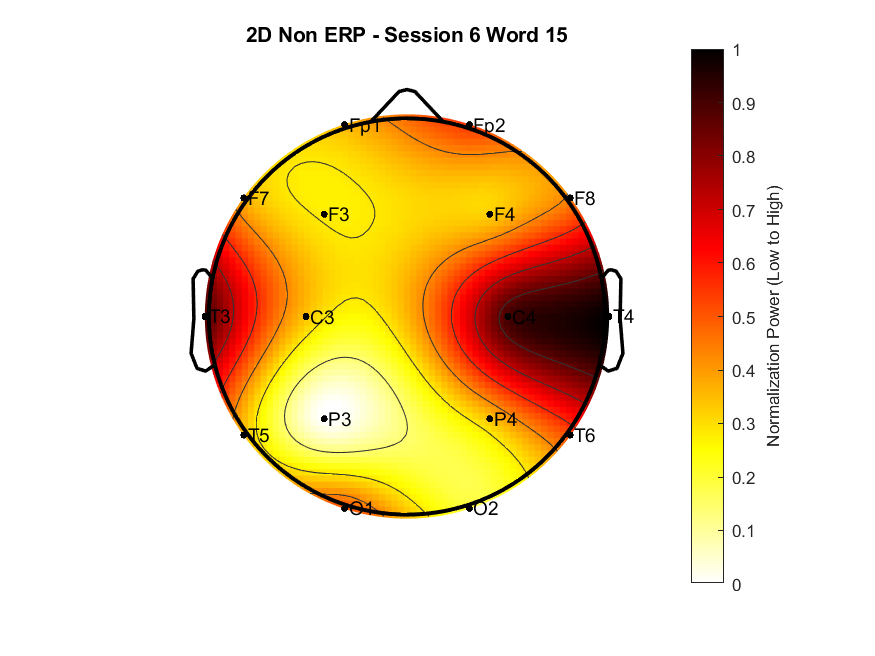 2D Non ERP - Session 6 Word 15
Fp1 Fp2
F7 F8
F3 F4
T3 C3 C4 T4
P3 P4
T5 T6
O1 O2
1
0.9
0.8
0.7
0.6
0.5
0.4
0.3
0.2
0.1
0
Normalization Power (Low to High)